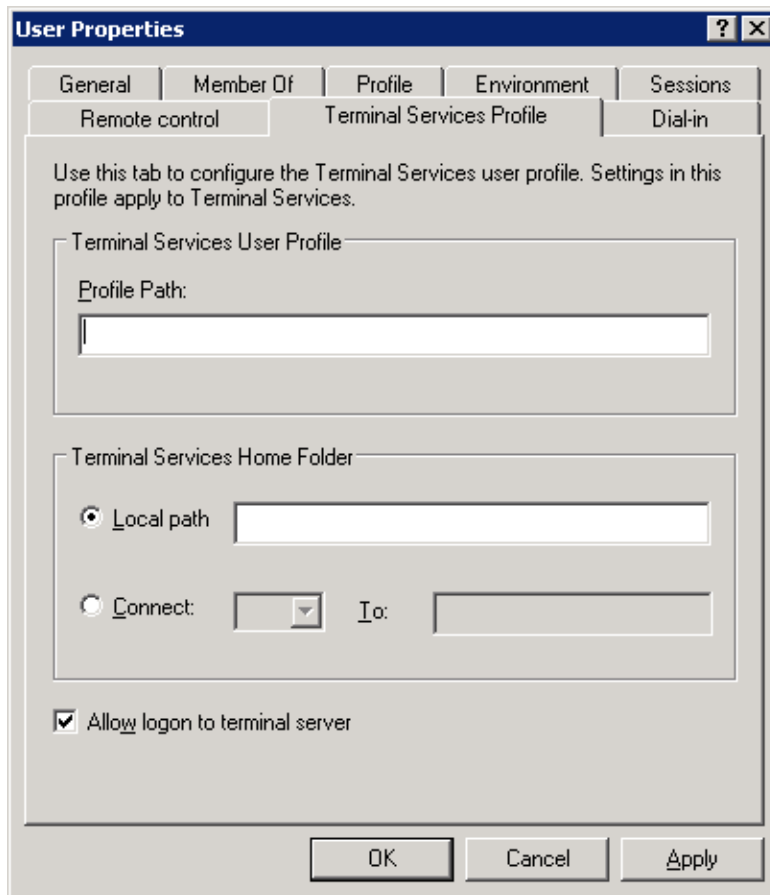 User Properties
General Member Of Profile Environment Sessions
Remote control Terminal Services Profile Dial-in
Use this tab to configure the Terminal Services user profile. Settings in this
profile apply to Terminal Services.
Terminal Services User Profile
Profile Path:
Terminal Services Home Folder
Local path
Connect: To:
Allow logon to terminal server
OK Cancel Apply